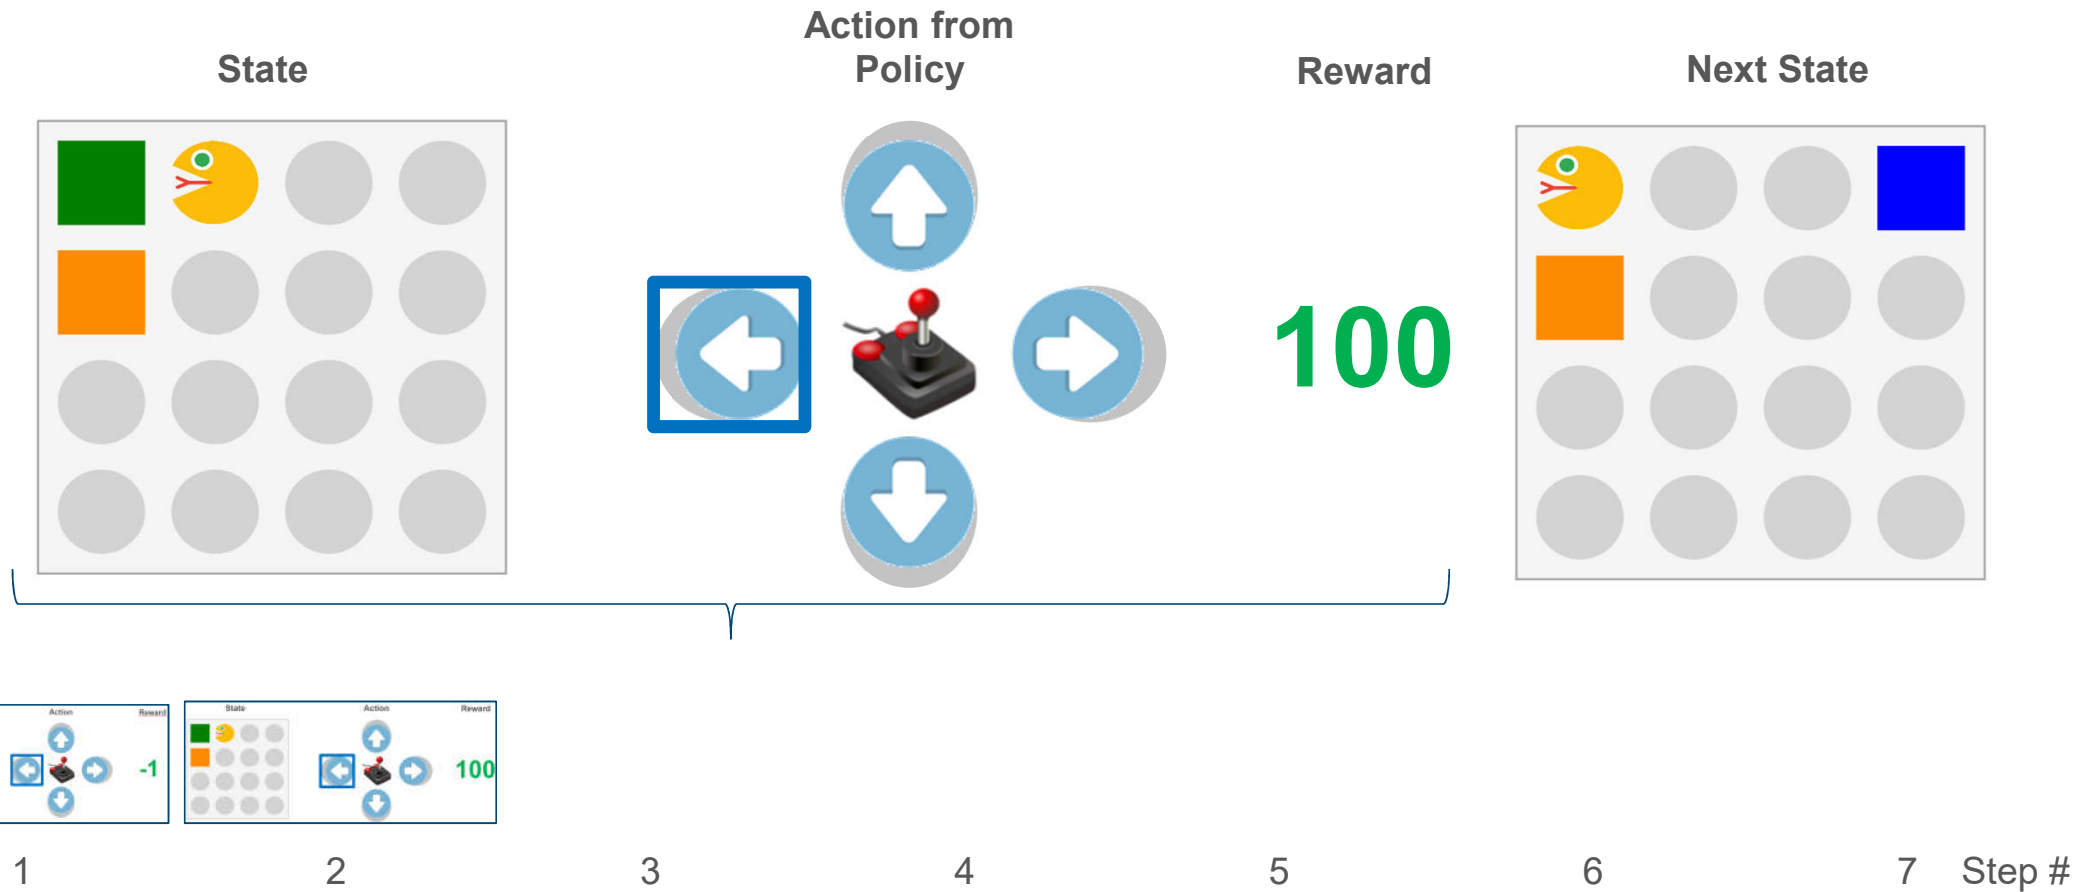 State
Action from
Policy
Reward
Next State
100
Action
Reward
-1
State
Action
Reward
100
1 2 3 4 5 6 7 Step #